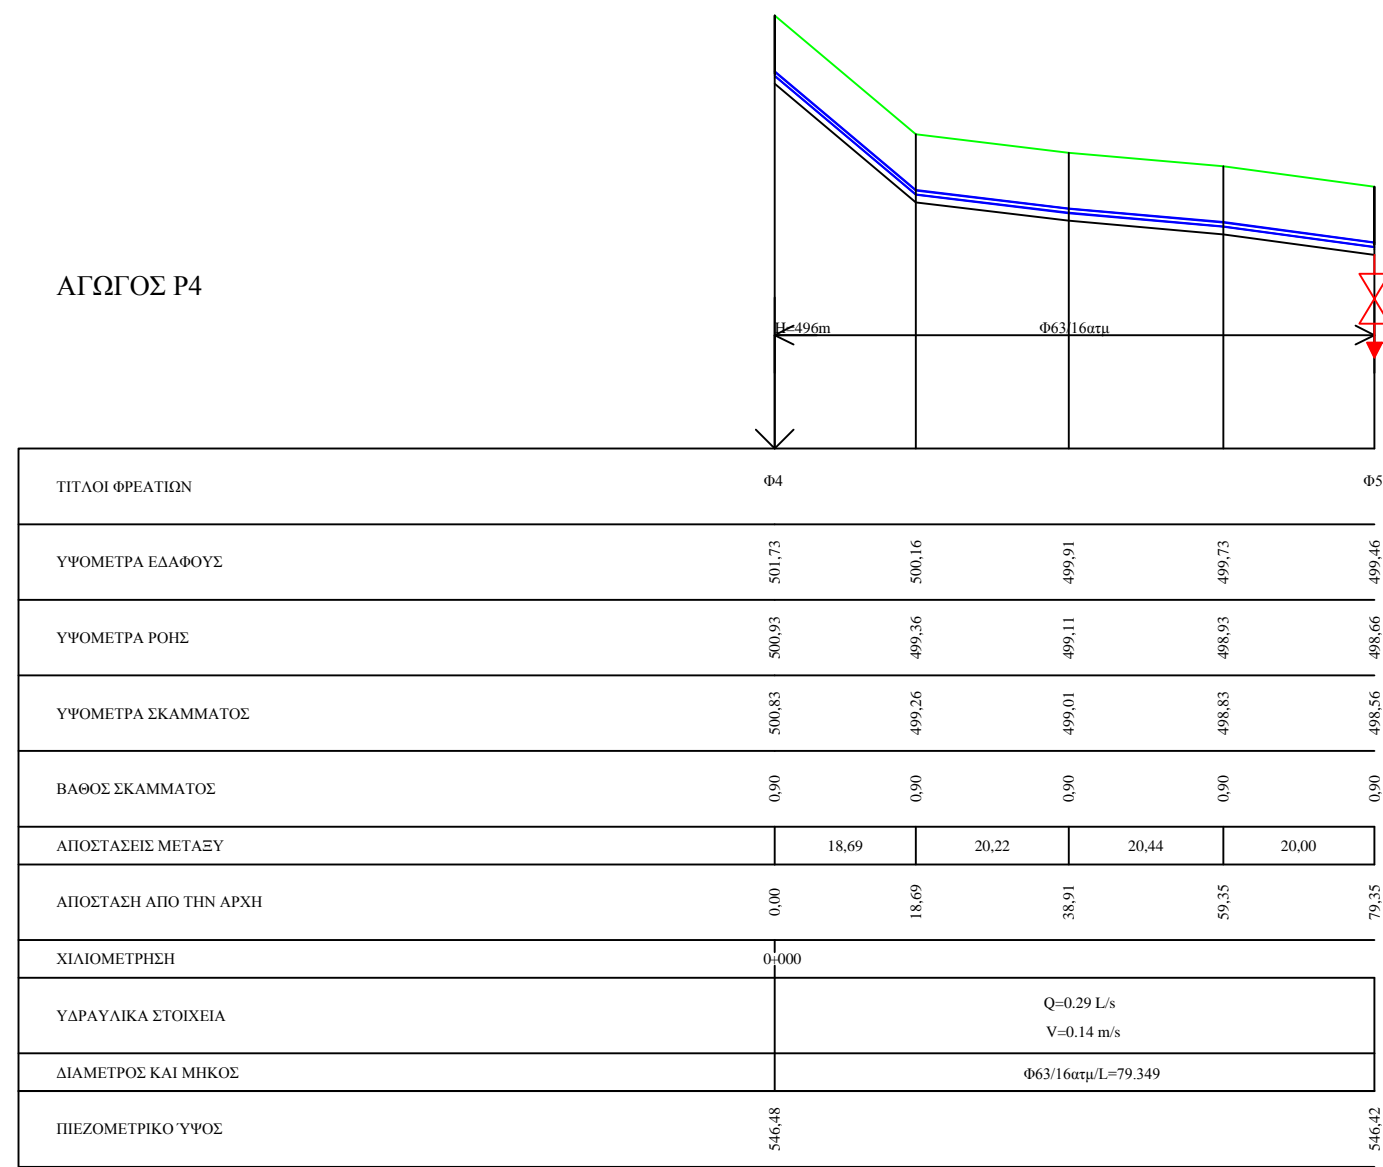 ΑΓΩΓΟΣ P4
H=496m Φ63/16ατμ
ΤΙΤΛΟΙ ΦΡΕΑΤΙΩΝ Φ4 Φ5
ΥΨΟΜΕΤΡΑ ΕΔΑΦΟΥΣ 501,73 500,16 499,91 499,73 499,46
ΥΨΟΜΕΤΡΑ ΡΟΗΣ 500,93 499,36 499,11 498,93 498,66
ΥΨΟΜΕΤΡΑ ΣΚΑΜΜΑΤΟΣ 500,83 499,26 499,01 498,83 498,56
ΒΑΘΟΣ ΣΚΑΜΜΑΤΟΣ 0,90 0,90 0,90 0,90 0,90
ΑΠΟΣΤΑΣΕΙΣ ΜΕΤΑΞΥ 18,69 20,22 20,44 20,00
ΑΠΟΣΤΑΣΗ ΑΠΟ ΤΗΝ ΑΡΧΗ 0,00 18,69 38,91 59,35 79,35
ΧΙΛΙΟΜΕΤΡΗΣΗ 0+000
ΥΔΡΑΥΛΙΚΑ ΣΤΟΙΧΕΙΑ Q=0.29 L/s
V=0.14 m/s
ΔΙΑΜΕΤΡΟΣ ΚΑΙ ΜΗΚΟΣ Φ63/16ατμ/L=79.349
ΠΙΕΖΟΜΕΤΡΙΚΟ ΎΨΟΣ 546,48 546,42